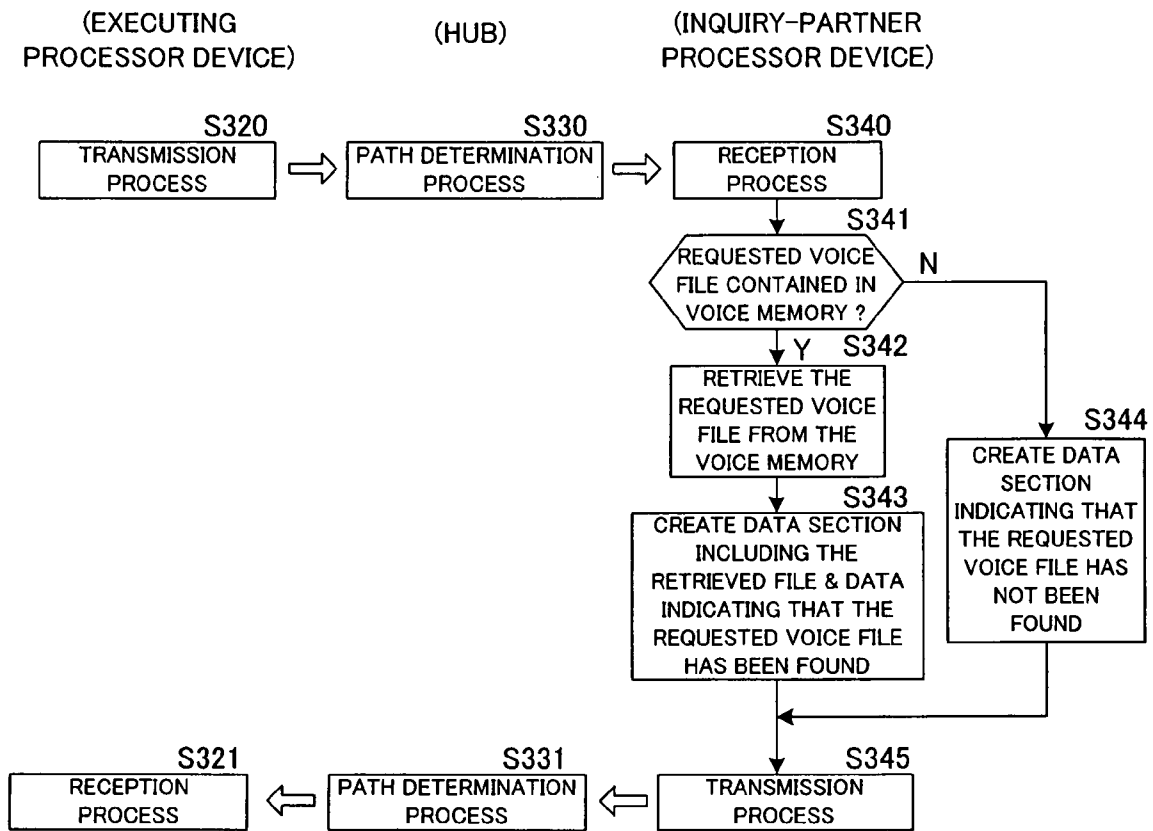 (EXECUTING
PROCESSOR DEVICE)
(HUB)
(INQUIRY-PARTNER
PROCESSOR DEVICE)
S320
TRANSMISSION
PROCESS
S330
PATH DETERMINATION
PROCESS
S340
RECEPTION
PROCESS
S341
REQUESTED VOICE
FILE CONTAINED IN
VOICE MEMORY ?
N
Y
S342
RETRIEVE THE
REQUESTED VOICE
FILE FROM THE
VOICE MEMORY
S344
CREATE DATA
SECTION
INDICATING THAT
THE REQUESTED
VOICE FILE HAS
NOT BEEN
FOUND
S343
CREATE DATA SECTION
INCLUDING THE
RETRIEVED FILE & DATA
INDICATING THAT THE
REQUESTED VOICE FILE
HAS BEEN FOUND
S321
RECEPTION
PROCESS
S331
PATH DETERMINATION
PROCESS
S345
TRANSMISSION
PROCESS